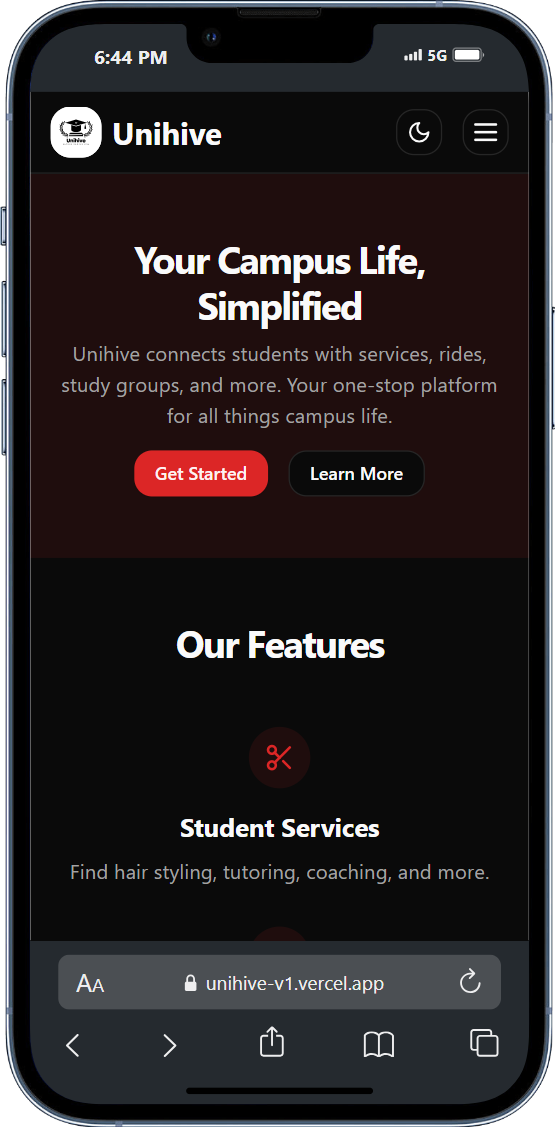 6:44 PM
5G
Unihive
Unihive
Your Campus Life,
Simplified
Unihive connects students with services, rides,
study groups, and more. Your one-stop platform
for all things campus life.
Get Started
Learn More
Our Features
Student Services
Find hair styling, tutoring, coaching, and more.
AA
unihive-v1.vercel.app